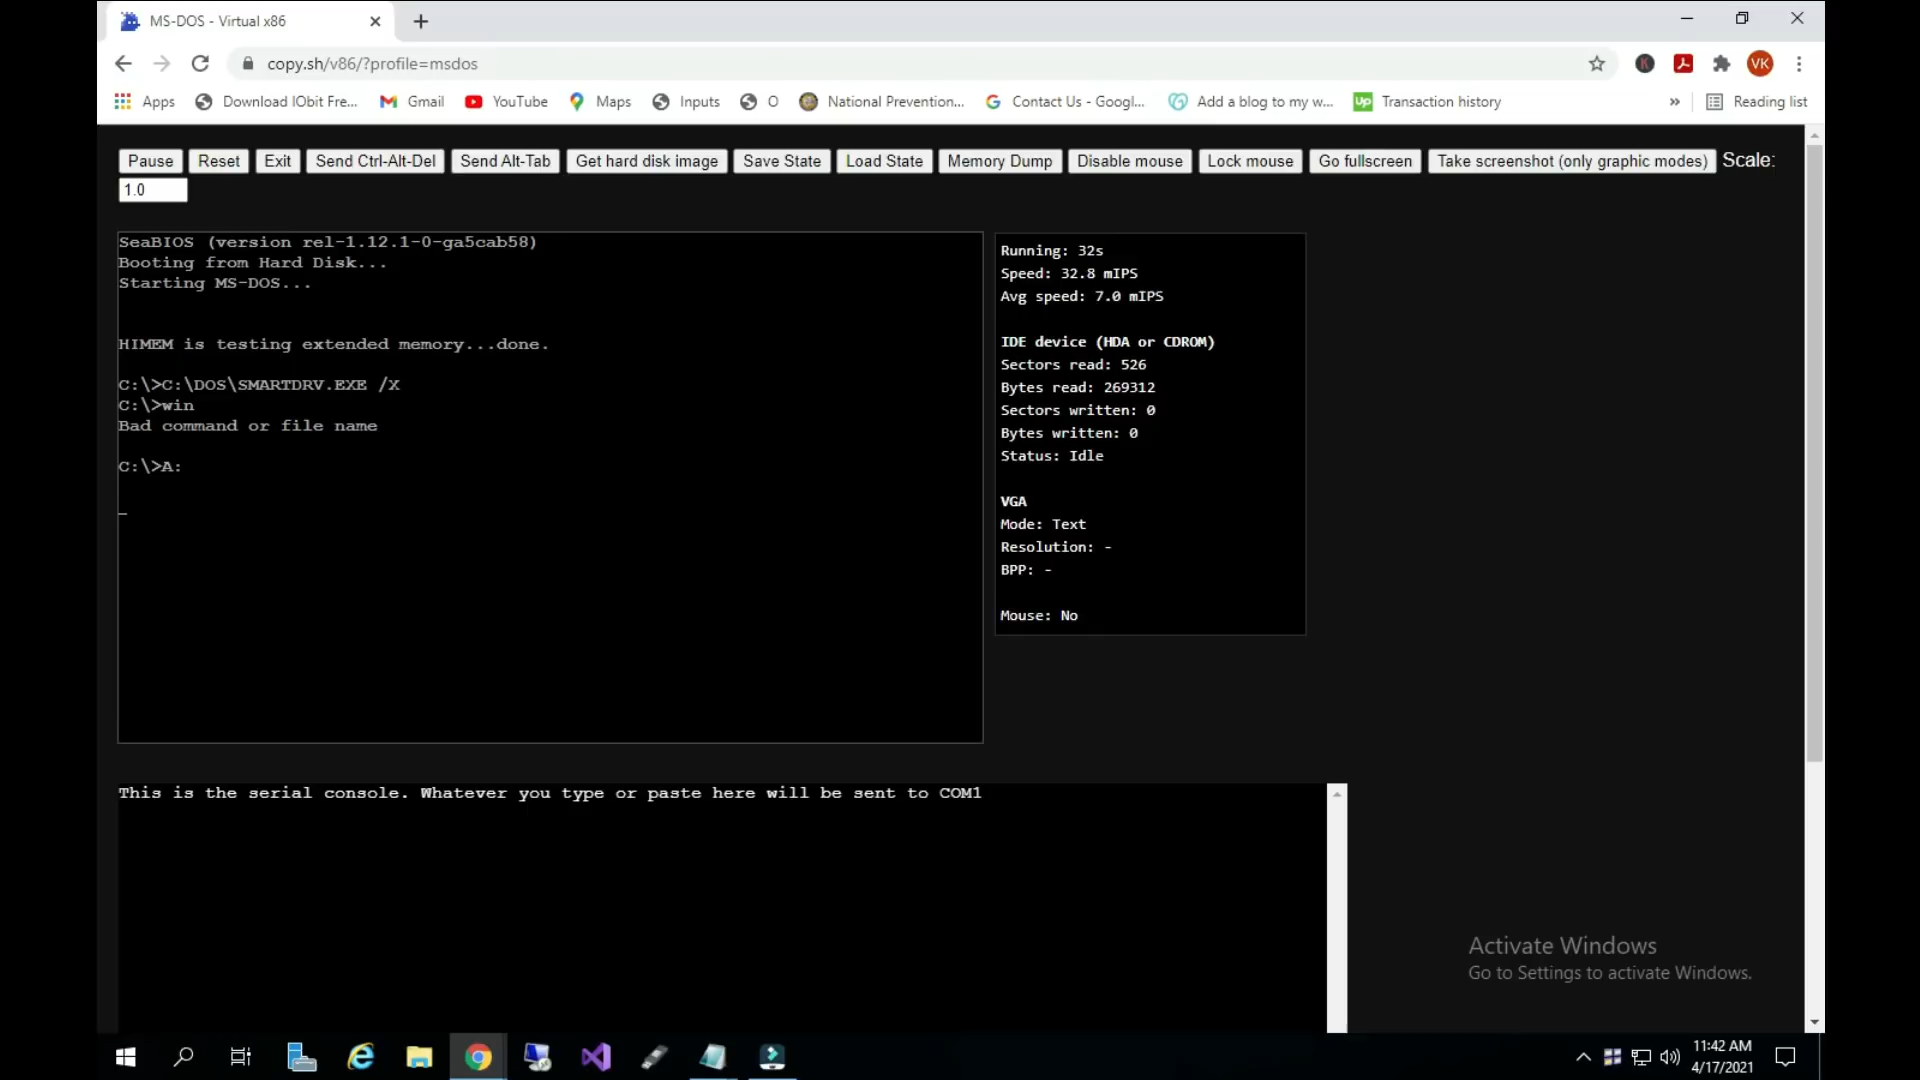 MS-DOS - Virtual x86
copy.sh/v86/?profile=msdos
VK
Apps Download IObit Fre... Gmail YouTube Maps Inputs O National Prevention... Contact Us - Googl... Add a blog to my w... Up Transaction history » Reading list
Pause Reset Exit Send Ctrl-Alt-Del Send Alt-Tab Get hard disk image Save State Load State Memory Dump Disable mouse Lock mouse Go fullscreen Take screenshot (only graphic modes) Scale:
1.0
SeaBIOS (version rel-1.12.1-0-ga5cab58)
Booting from Hard Disk...
Starting MS-DOS...
HIMEM is testing extended memory...done.
C:\>C:\DOS\SMARTDRV.EXE /X
C:\>win
Bad command or file name
C:\>A:
_
Running: 32s
Speed: 32.8 mIPS
Avg speed: 7.0 mIPS
IDE device (HDA or CDROM)
Sectors read: 526
Bytes read: 269312
Sectors written: 0
Bytes written: 0
Status: Idle
VGA
Mode: Text
Resolution: -
BPP: -
Mouse: No
This is the serial console. Whatever you type or paste here will be sent to COM1
Activate Windows
Go to Settings to activate Windows.
11:42 AM
4/17/2021